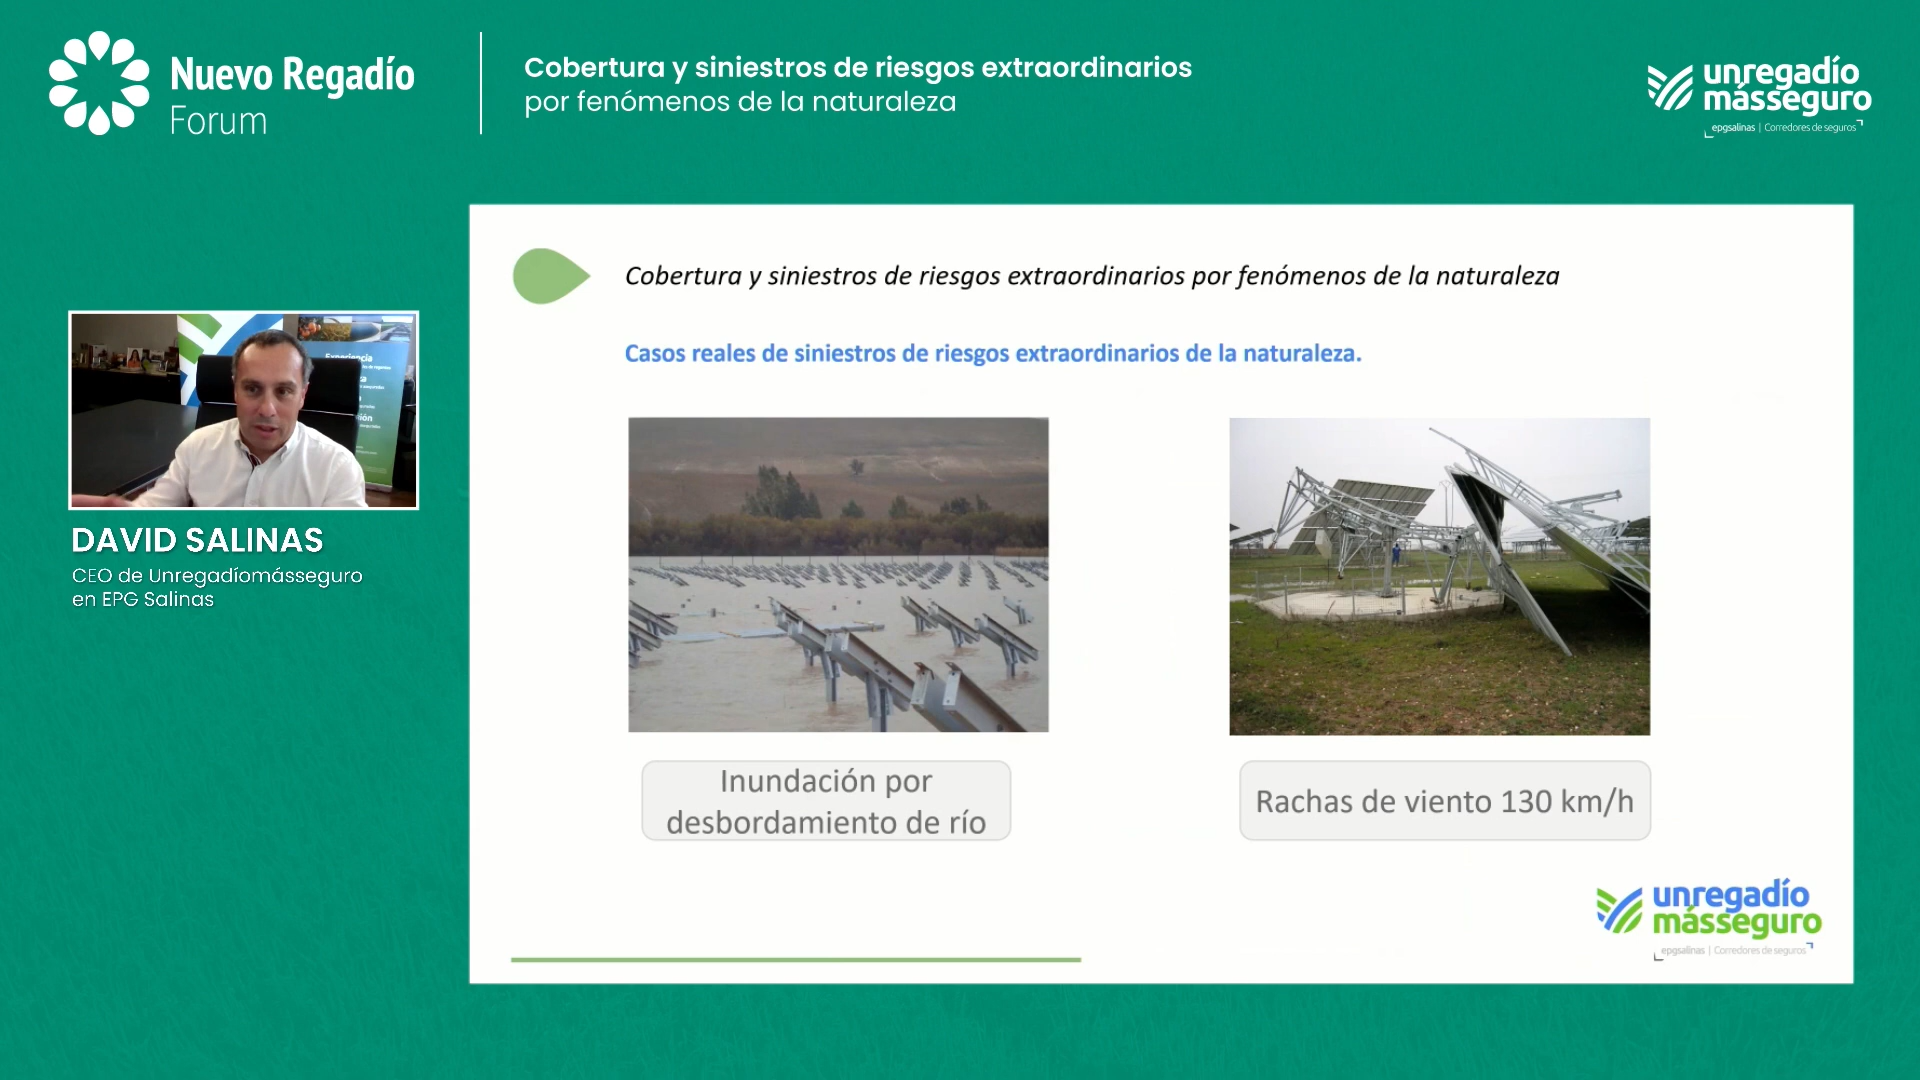 Nuevo Regadío
Forum
Cobertura y siniestros de riesgos extraordinarios
por fenómenos de la naturaleza
unregadío
másseguro
epgsalinas | Corredores de seguros
Cobertura y siniestros de riesgos extraordinarios por fenómenos de la naturaleza
Casos reales de siniestros de riesgos extraordinarios de la naturaleza.
Experiencia
DAVID SALINAS
CEO de Unregadíomásseguro
en EPG Salinas
Inundación por
desbordamiento de río
Rachas de viento 130 km/h
unregadío
másseguro
epgsalinas | Corredores de seguros